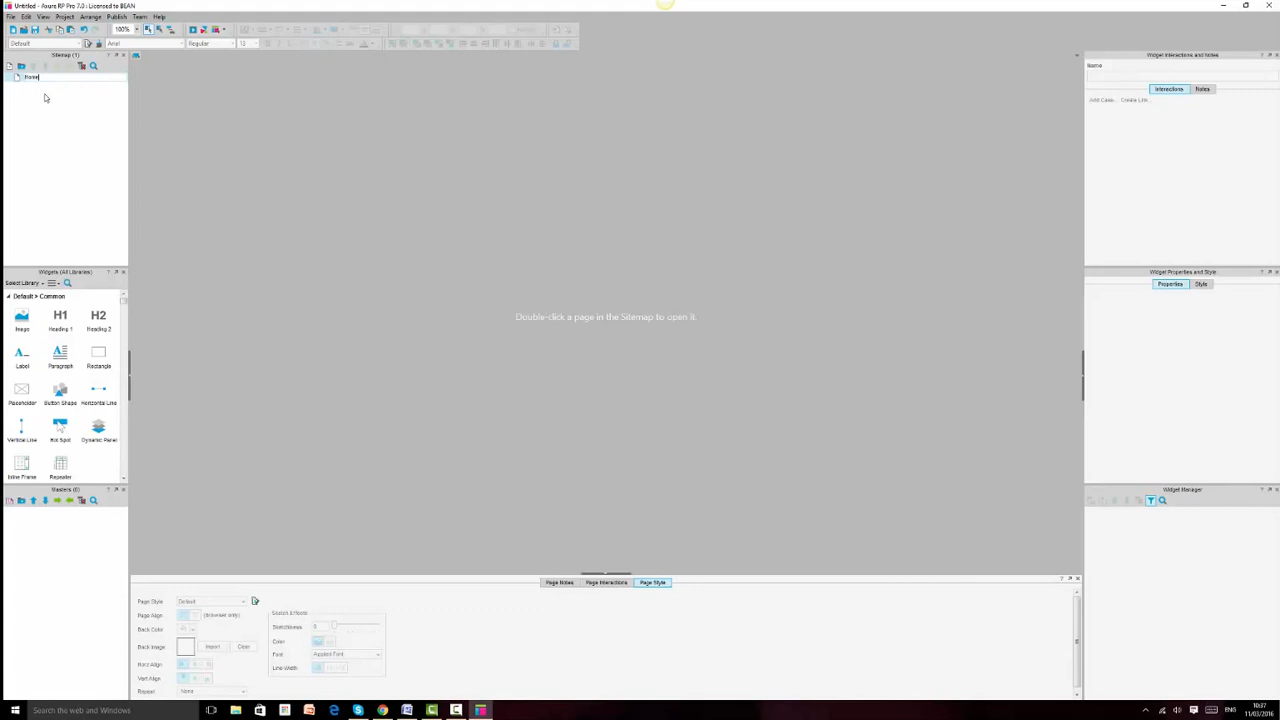 Untitled - Axure RP Pro 7.0 : Licensed to BEAN
File Edit View Project Arrange Publish Team Help
100%
Default Arial Regular 13
Sitemap (1)
Home
Double-click a page in the Sitemap to open it.
Widgets (All Libraries)
Select Library
Default > Common
H1 H2
Image Heading 1 Heading 2
Label Paragraph Rectangle
Placeholder Button Shape Horizontal Line
Vertical Line Hot Spot Dynamic Panel
Inline Frame Repeater
Masters (0)
Page Notes Page Interactions Page Style
Page Style Default
Page Align (browser only)
Back Color
Back Image Import Clear
Horz Align
Vert Align
Repeat None
Sketch Effects
Sketchiness 0
Color
Font Applied Font
Line Width
Widget Interactions and Notes
Name
Interactions Notes
Add Case... Create Link...
Widget Properties and Style
Properties Style
Widget Manager
Search the web and Windows
ENG
10:37
11/03/2016